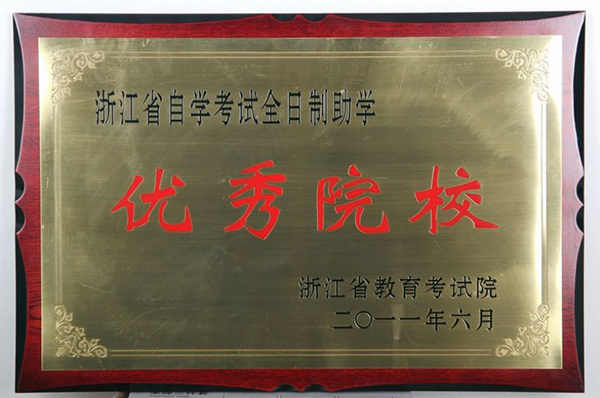 浙江省自学考试全日制助学
优秀院校
浙江省教育考试院
二〇一一年六月